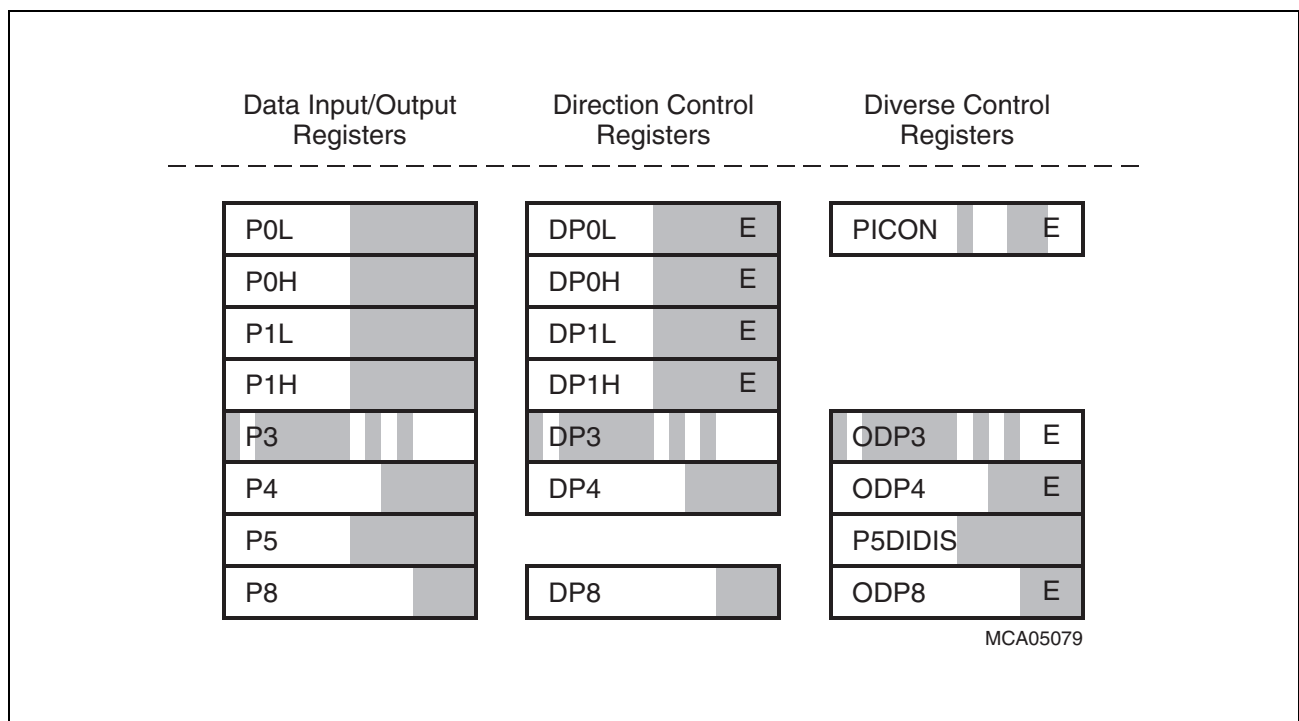 Data Input/Output
Registers
Direction Control
Registers
Diverse Control
Registers
P0L
DP0L E
PICON E
P0H
DP0H E
P1L
DP1L E
P1H
DP1H E
P3
DP3
ODP3 E
P4
DP4
ODP4 E
P5
P5DIDIS
P8
DP8
ODP8 E
MCA05079